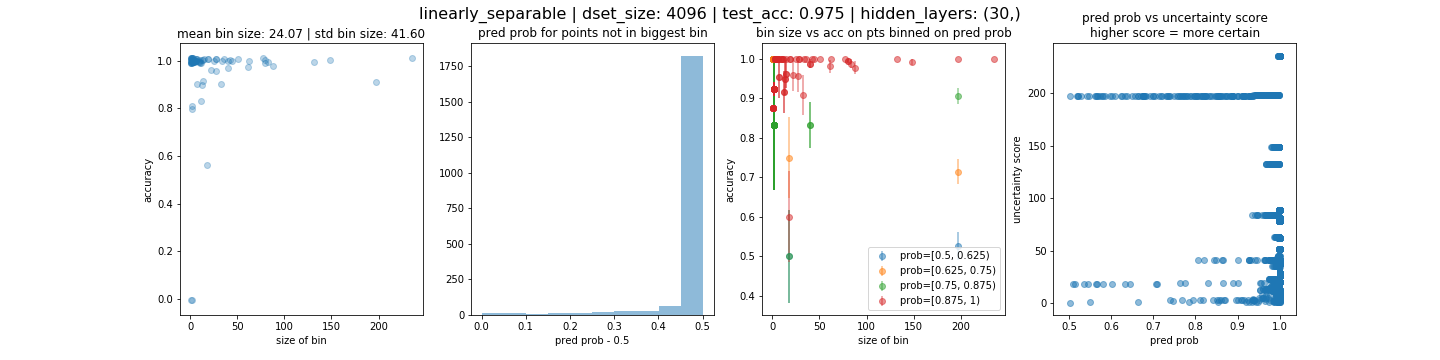 linearly_separable | dset_size: 4096 | test_acc: 0.975 | hidden_layers: (30,)
mean bin size: 24.07 | std bin size: 41.60
1.0
0.8
0.6
0.4
0.2
0.0
accuracy
0
50
100
150
200
size of bin
pred prob for points not in biggest bin
1750
1500
1250
1000
750
500
250
0
0.0
0.1
0.2
0.3
0.4
0.5
pred prob - 0.5
bin size vs acc on pts binned on pred prob
1.0
0.9
0.8
0.7
0.6
0.5
0.4
accuracy
prob=[0.5, 0.625)
prob=[0.625, 0.75)
prob=[0.75, 0.875)
prob=[0.875, 1)
0
50
100
150
200
size of bin
pred prob vs uncertainty score
higher score = more certain
200
150
100
50
0
uncertainty score
0.5
0.6
0.7
0.8
0.9
1.0
pred prob